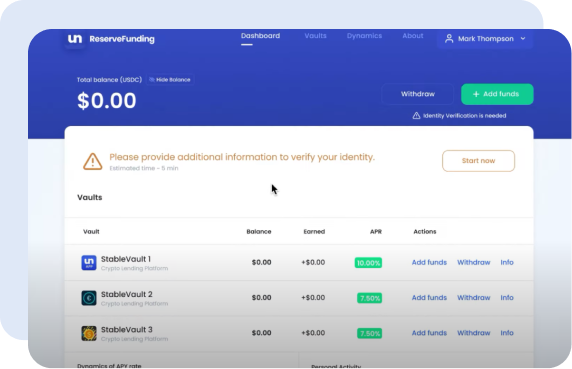 un ReserveFunding Dashboard Vaults Dynamics About Mark Thompson
Total balance (USDC) Hide Balance
$0.00 Withdraw + Add funds
Identity Verification is needed
Please provide additional information to verify your identity. Start now
Estimated time ~ 5 min
Vaults
Vault Balance Earned APR Actions
StableVault 1 $0.00 +$0.00 10.00% Add funds Withdraw Info
Crypto Lending Platform
StableVault 2 $0.00 +$0.00 7.50% Add funds Withdraw Info
Crypto Lending Platform
StableVault 3 $0.00 +$0.00 7.50% Add funds Withdraw Info
Crypto Lending Platform
Dynamics of APY rate Personal Activity